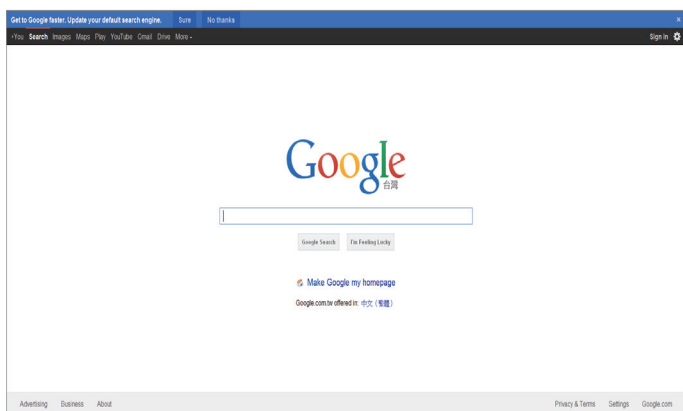 Get to Google faster. Update your default search engine. Sure No thanks ×
+You Search Images Maps Play YouTube Gmail Drive More Sign in
Google
台灣
Google Search I'm Feeling Lucky
Make Google my homepage
Google.com.tw offered in: 中文（繁體）
Advertising Business About Privacy & Terms Settings Google.com